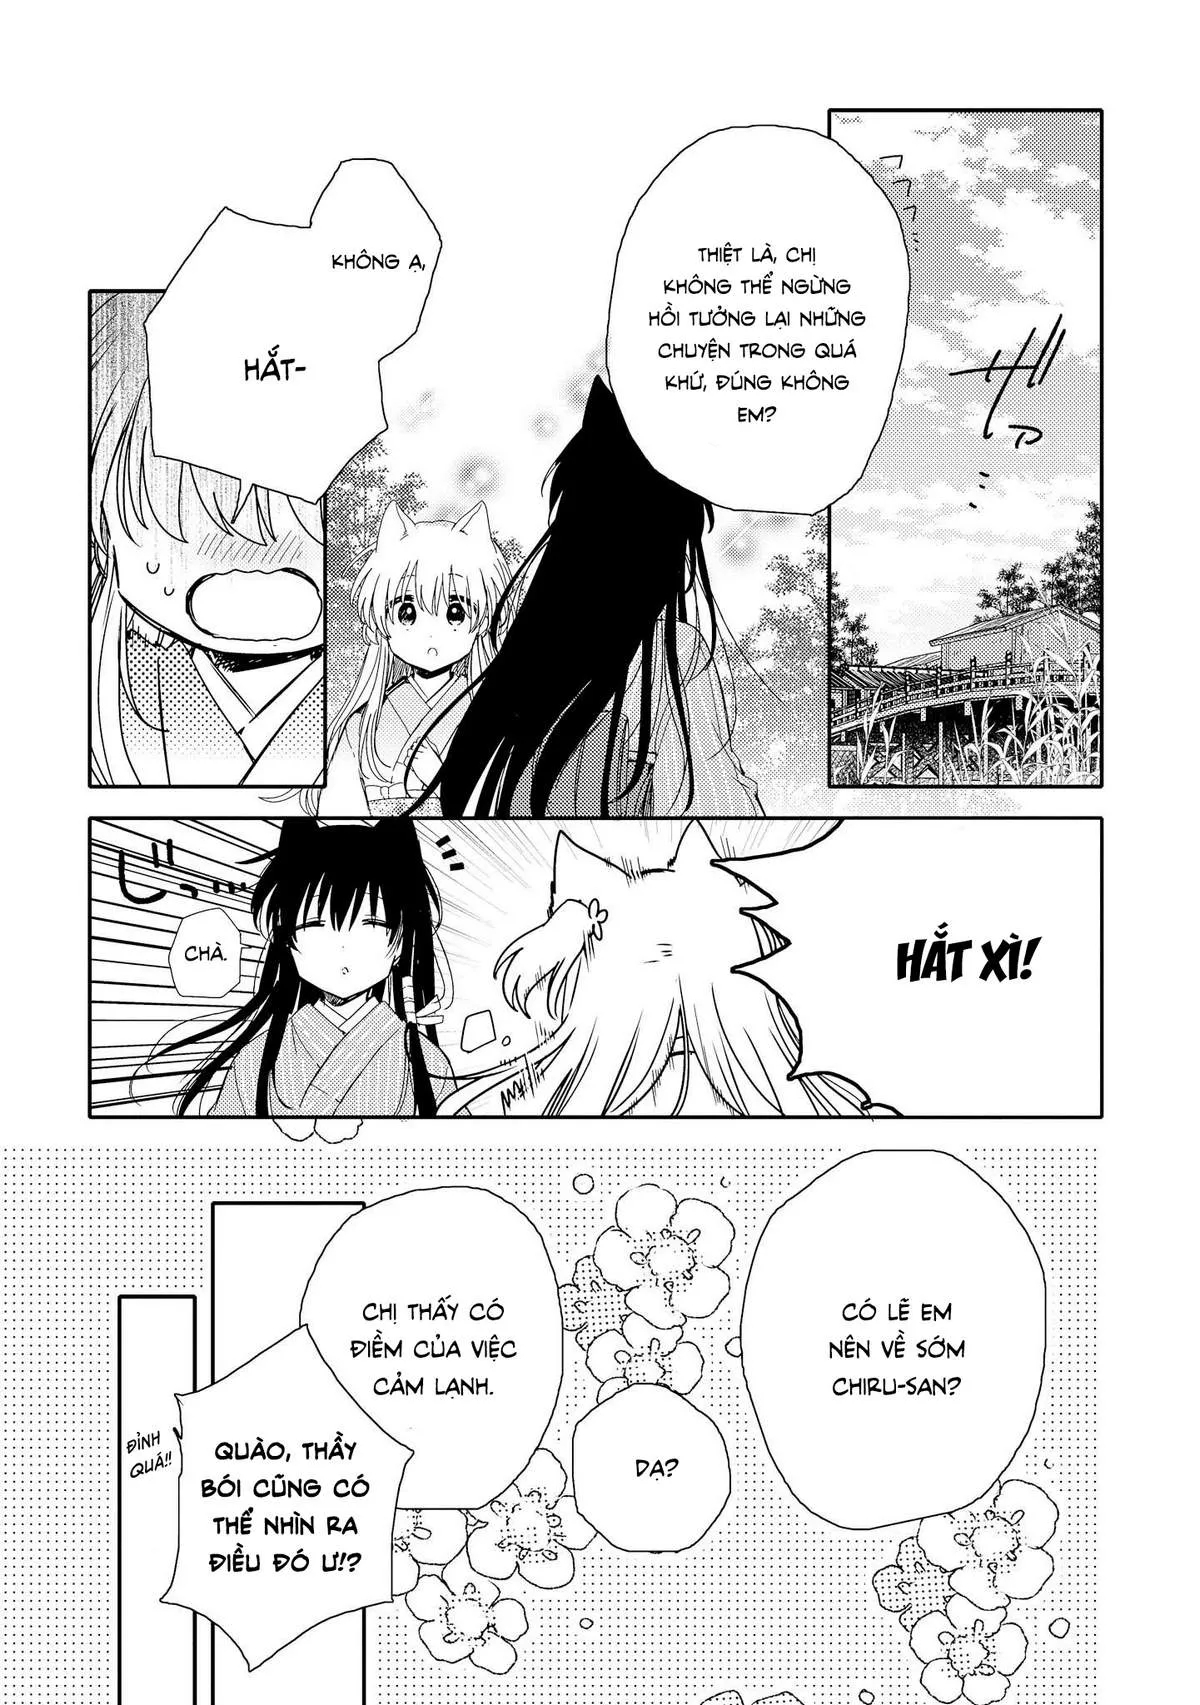 THIỆT LÀ, CHỊ
KHÔNG THỂ NGỪNG
HỒI TƯỞNG LẠI NHỮNG
CHUYỆN TRONG QUÁ
KHỨ, ĐÚNG KHÔNG
EM?
KHÔNG Ạ,
HẮT-
HẮT XÌ!
CHÀ.
CÓ LẼ EM
NÊN VỀ SỚM
CHIRU-SAN?
DẠ?
CHỊ THẤY CÓ
ĐIỀM CỦA VIỆC
CẢM LẠNH.
QUÀO, THẦY
BÓI CŨNG CÓ
THỂ NHÌN RA
ĐIỀU ĐÓ Ư!?
ĐỈNH
QUÁ!!